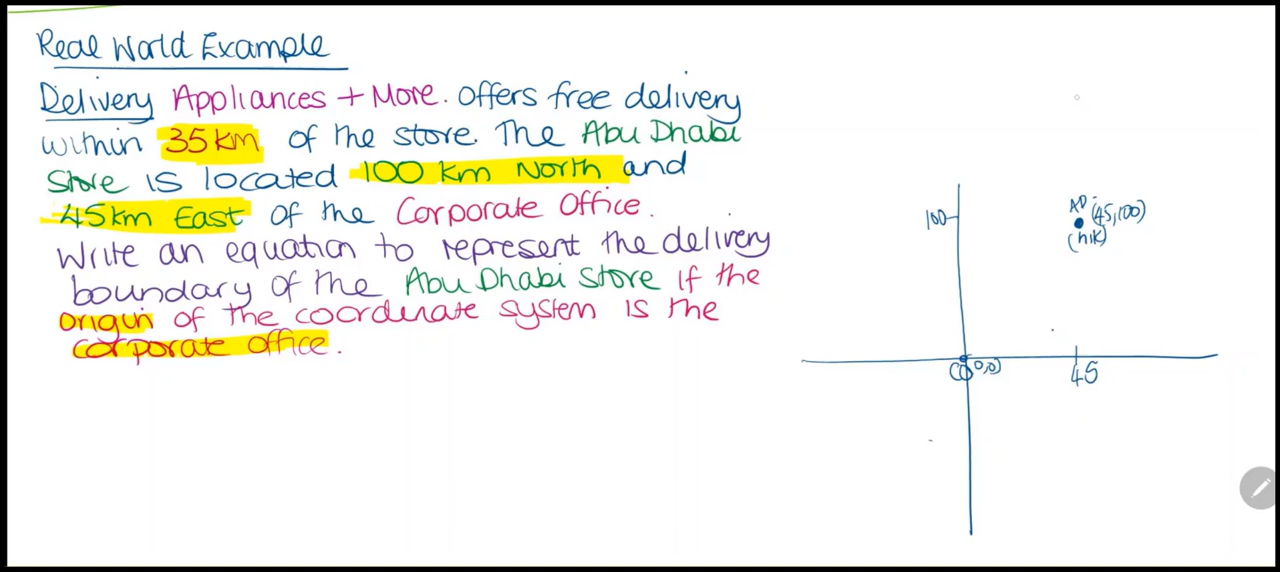 Real World Example
Delivery Appliances + More. Offers free delivery
within 35km of the store. The Abu Dhabi
Store is located 100 km North and
45km East of the Corporate Office.
Write an equation to represent the delivery
boundary of the Abu Dhabi Store if the
origin of the coordinate system is the
corporate office.
100
AD (45,100)
(h,k)
(0,0)
45